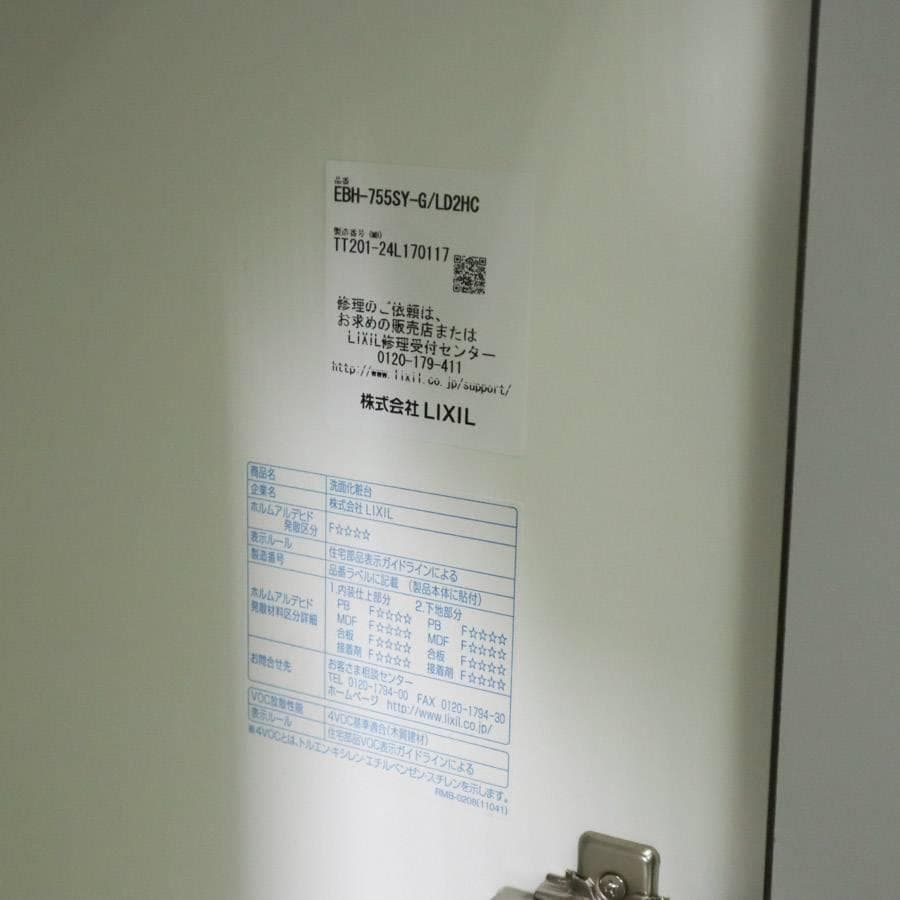 品番
EBH-755SY-G/LD2HC
製造番号(MB)
TT201-24L170117
修理のご依頼は、
お求めの販売店または
LIXIL修理受付センター
0120-179-411
http://www.lixil.co.jp/support/
株式会社 LIXIL
商品名 洗面化粧台
企業名 株式会社 LIXIL
ホルムアルデヒド
発散区分 F☆☆☆☆
表示ルール 住宅部品表示ガイドラインによる
製造番号 品番ラベルに記載 (製品本体に貼付)
ホルムアルデヒド
発散材料区分詳細
1.内装仕上部分 2.下地部分
PB F☆☆☆☆ PB F☆☆☆☆
MDF F☆☆☆☆ MDF F☆☆☆☆
合板 F☆☆☆☆ 合板 F☆☆☆☆
接着剤 F☆☆☆☆ 接着剤 F☆☆☆☆
お問合せ先 お客さま相談センター
TEL 0120-1794-00 FAX 0120-1794-30
ホームページ http://www.lixil.co.jp/
VOC放散性能 4VOC基準適合(木質建材)
表示ルール 住宅部品VOC表示ガイドラインによる
※4VOCとは、トルエン・キシレン・エチルベンゼン・スチレンを示します。
RMB-0208(11041)